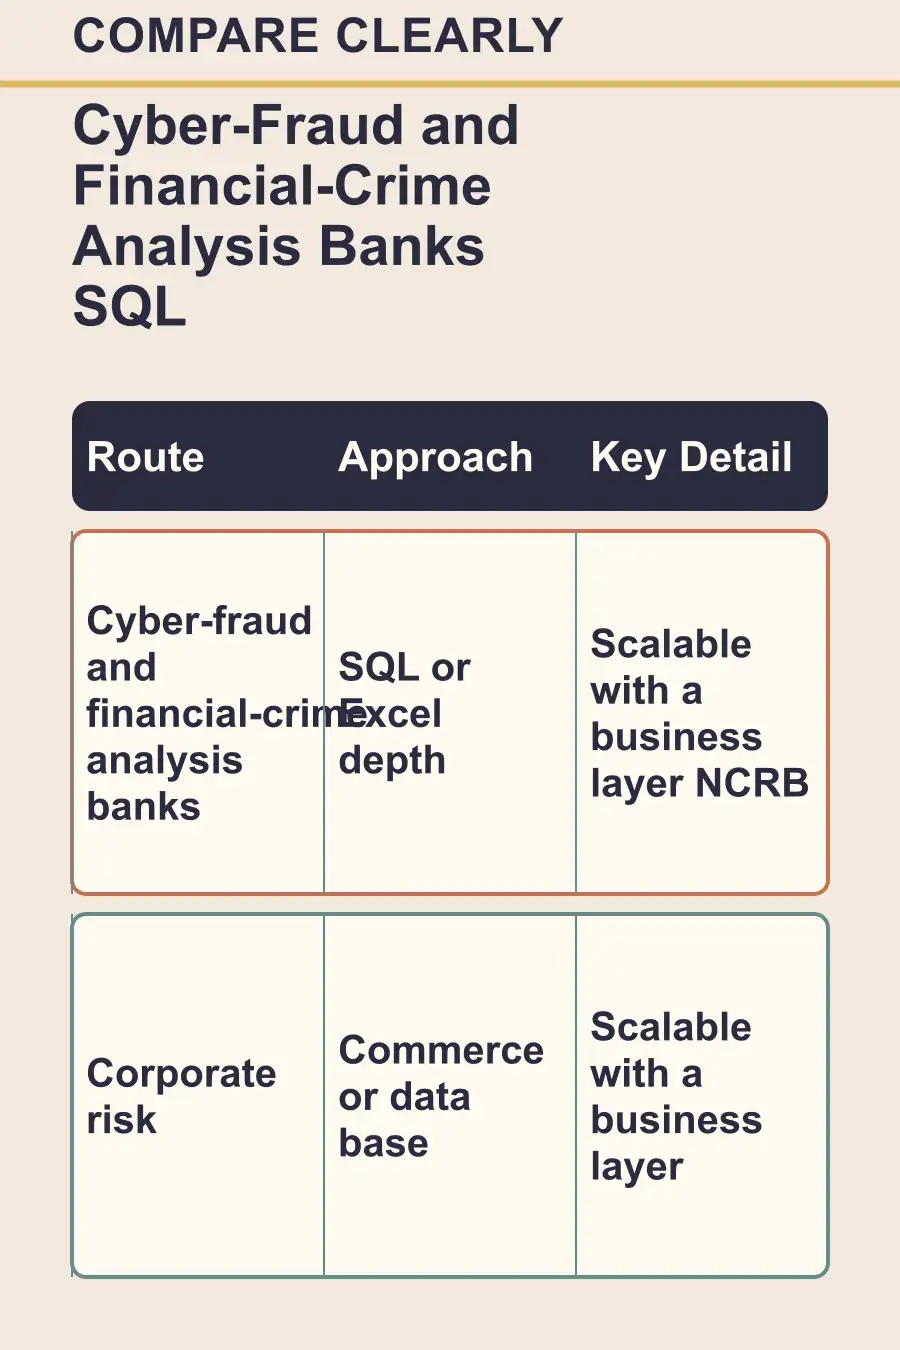 COMPARE CLEARLY
Cyber-Fraud and
Financial-Crime
Analysis Banks
SQL
Route
Approach
Key Detail
Cyber-fraud
and
financial-crime
analysis
banks
SQL or
Excel
depth
Scalable
with a
business
layer NCRB
Corporate
risk
Commerce
or data
base
Scalable
with a
business
layer